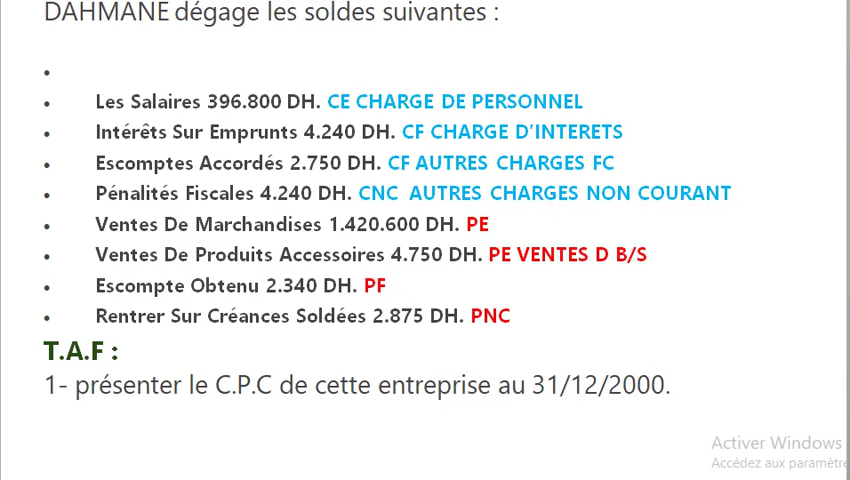 DAHMANE dégage les soldes suivantes :
•
• Les Salaires 396.800 DH. CE CHARGE DE PERSONNEL
• Intérêts Sur Emprunts 4.240 DH. CF CHARGE D’INTERETS
• Escomptes Accordés 2.750 DH. CF AUTRES CHARGES FC
• Pénalités Fiscales 4.240 DH. CNC AUTRES CHARGES NON COURANT
• Ventes De Marchandises 1.420.600 DH. PE
• Ventes De Produits Accessoires 4.750 DH. PE VENTES D B/S
• Escompte Obtenu 2.340 DH. PF
• Rentrer Sur Créances Soldées 2.875 DH. PNC
T.A.F :
1- présenter le C.P.C de cette entreprise au 31/12/2000.
Activer Windows
Accédez aux paramètre